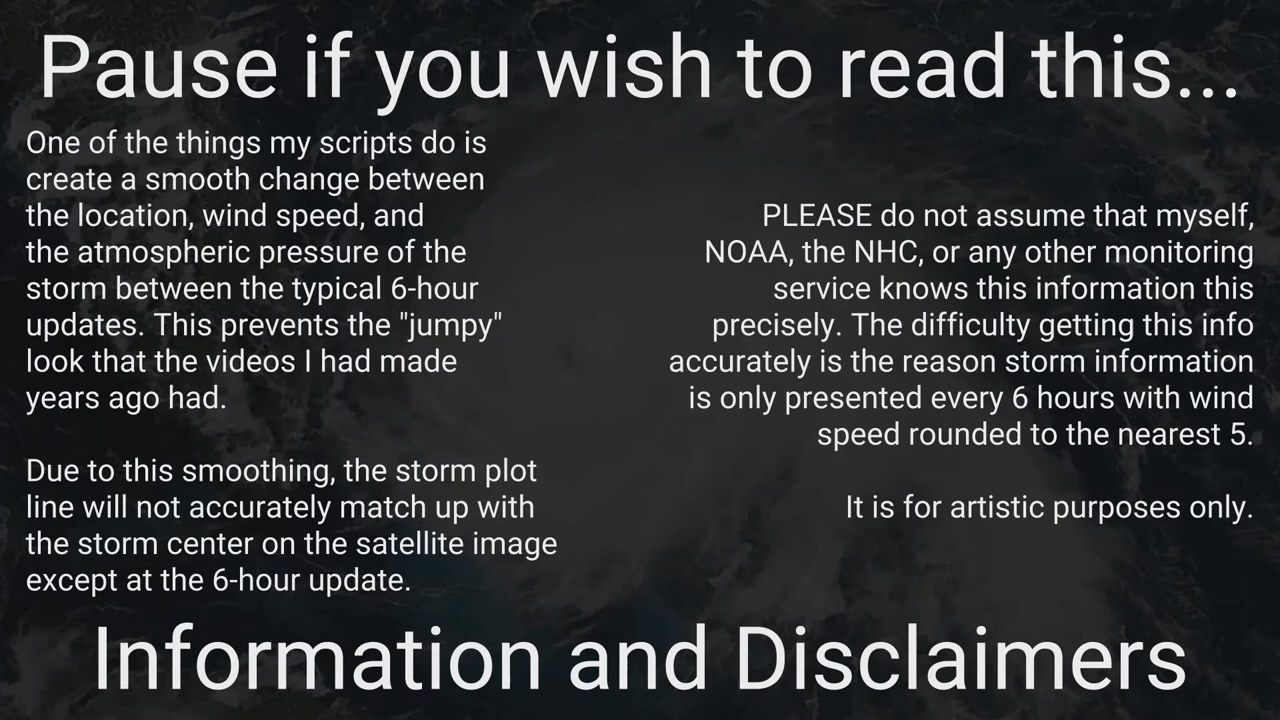 Pause if you wish to read this...
One of the things my scripts do is
create a smooth change between
the location, wind speed, and
the atmospheric pressure of the
storm between the typical 6-hour
updates. This prevents the "jumpy"
look that the videos I had made
years ago had.
Due to this smoothing, the storm plot
line will not accurately match up with
the storm center on the satellite image
except at the 6-hour update.
PLEASE do not assume that myself,
NOAA, the NHC, or any other monitoring
service knows this information this
precisely. The difficulty getting this info
accurately is the reason storm information
is only presented every 6 hours with wind
speed rounded to the nearest 5.
It is for artistic purposes only.
Information and Disclaimers